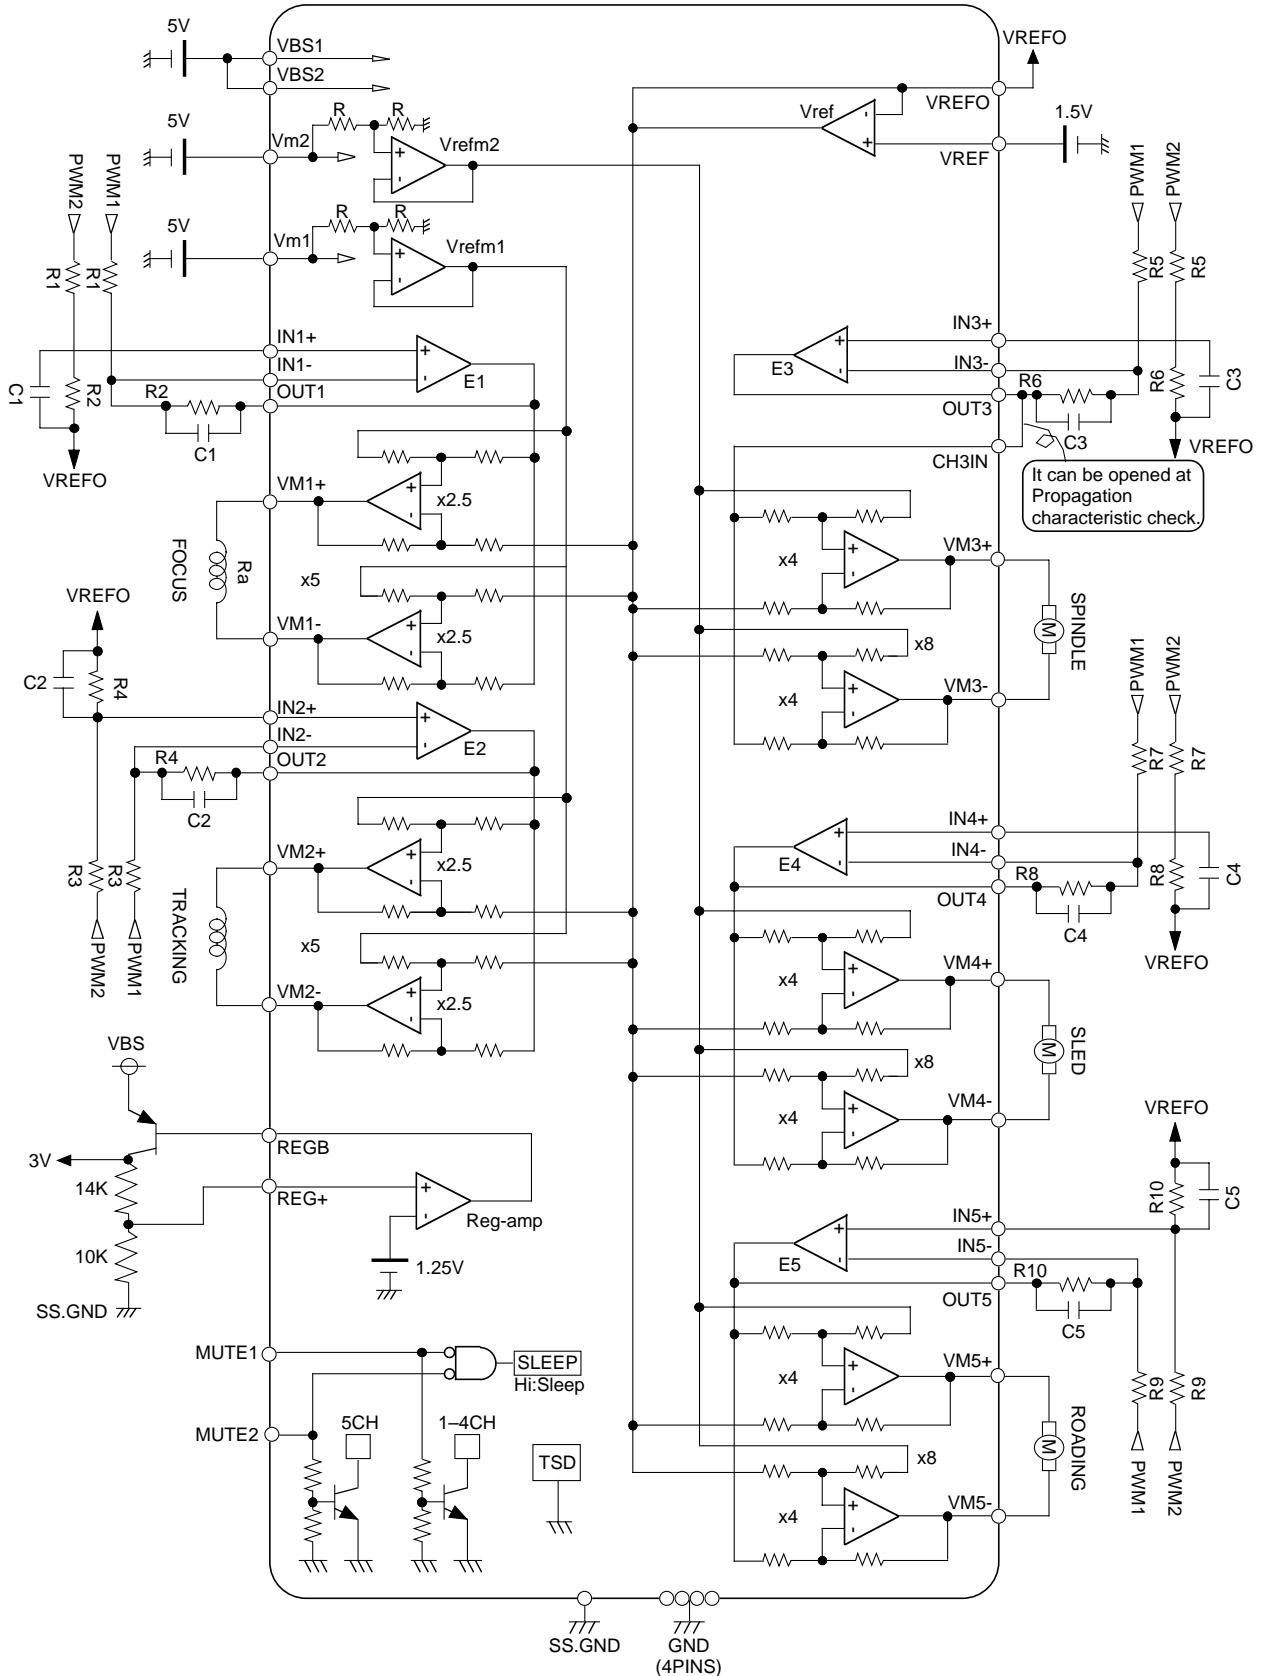 5V
VBS1
VBS2
VREFO
VREFO
Vref
1.5V
VREF
5V
Vm2
R
R
Vrefm2
PWM2
PWM1
PWM1
PWM2
5V
Vm1
R
R
Vrefm1
R1
R1
R5
R5
IN1+
IN1-
OUT1
E1
C1
R2
R2
C1
VREFO
IN3+
IN3-
OUT3
E3
R6
R6
C3
C3
VREFO
CH3IN
It can be opened at
Propagation
characteristic check.
VM1+
x2.5
FOCUS
Ra
x5
VM1-
x2.5
VM3+
x4
SPINDLE
x8
VM3-
x4
VREFO
C2
R4
IN2+
IN2-
OUT2
E2
R4
C2
R3
R3
PWM2
PWM1
PWM1
PWM2
R7
R7
IN4+
IN4-
OUT4
E4
R8
R8
C4
C4
VREFO
VM2+
x2.5
TRACKING
x5
VM2-
x2.5
VM4+
x4
SLED
x8
VM4-
x4
VBS
REGB
3V
14K
REG+
Reg-amp
10K
1.25V
SS.GND
VREFO
R10
C5
IN5+
IN5-
OUT5
E5
R10
C5
R9
R9
PWM1
PWM2
MUTE1
SLEEP
Hi:Sleep
MUTE2
5CH
1–4CH
TSD
VM5+
x4
ROADING
x8
VM5-
x4
SS.GND
GND
(4PINS)
+
-
+
-
+
-
+
-
+
-
+
-
+
-
+
-
+
-
+
-
+
-
+
-
+
-
+
-
+
-
+
-
+
-
+
-
+
-
M
M
M